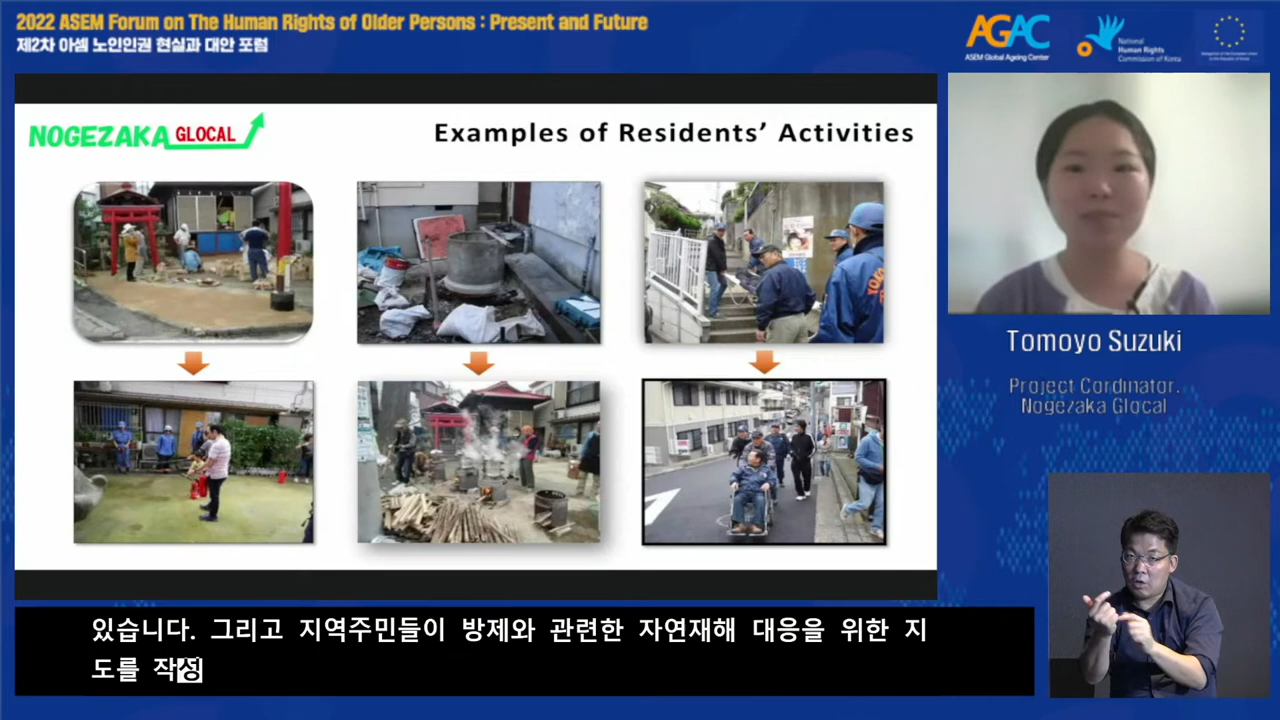 2022 ASEM Forum on The Human Rights of Older Persons : Present and Future
제2차 아셈 노인인권 현실과 대안 포럼
AGAC
ASEM Global Ageing Center
National
Human Rights
Commission of Korea
NOGEZAKA GLOCAL
Examples of Residents' Activities
Tomoyo Suzuki
Project Cordinator.
Nogezaka Glocal
있습니다. 그리고 지역주민들이 방제와 관련한 자연재해 대응을 위한 지
도를 작성